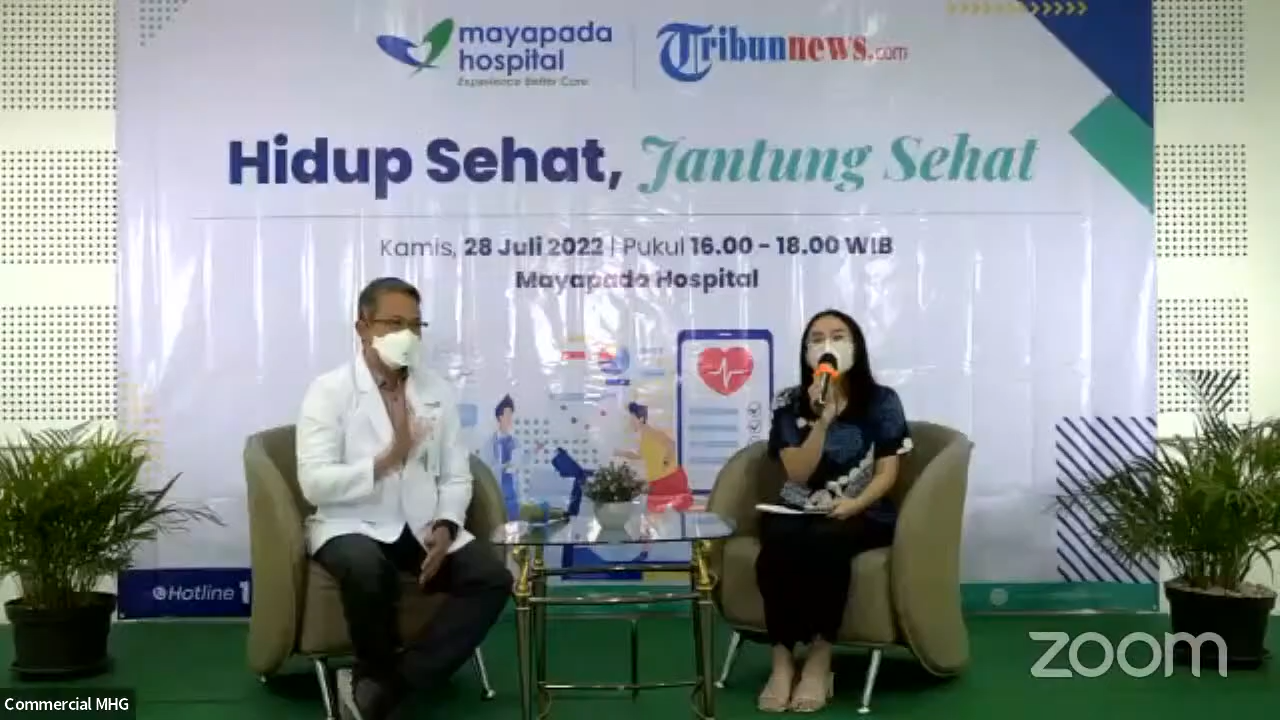 mayapada
hospital
Experience Better Care
Tribunnews.com
Hidup Sehat, Jantung Sehat
Kamis, 28 Juli 2022 | Pukul 16.00 - 18.00 WIB
Mayapada Hospital
Hotline 1
zoom
Commercial MHG